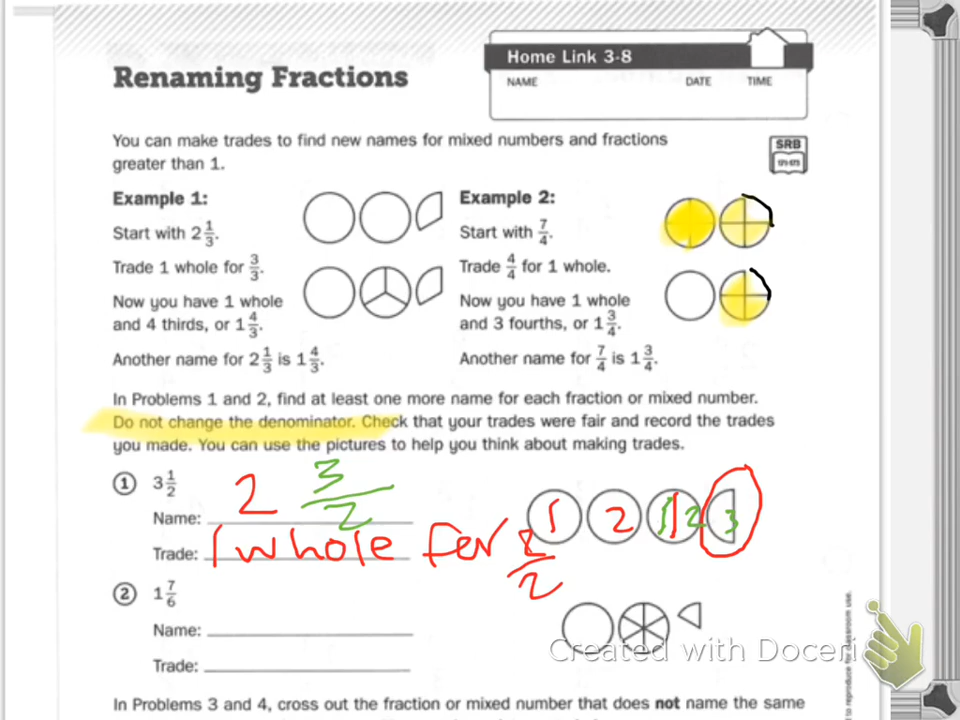 Home Link 3-8
Renaming Fractions
NAME DATE TIME
You can make trades to find new names for mixed numbers and fractions
greater than 1.
SRB
Example 1:
Start with 2 1/3.
Trade 1 whole for 3/3.
Now you have 1 whole
and 4 thirds, or 1 4/3.
Another name for 2 1/3 is 1 4/3.
Example 2:
Start with 7/4.
Trade 4/4 for 1 whole.
Now you have 1 whole
and 3 fourths, or 1 3/4.
Another name for 7/4 is 1 3/4.
In Problems 1 and 2, find at least one more name for each fraction or mixed number.
Do not change the denominator. Check that your trades were fair and record the trades
you made. You can use the pictures to help you think about making trades.
1 3 1/2
Name: 2 3/2
Trade: 1 whole for 2/2
1 2 1 2 3
2 1 7/6
Name:
Trade:
Created with Doceri
to reproduce for classroom use.
In Problems 3 and 4, cross out the fraction or mixed number that does not name the same